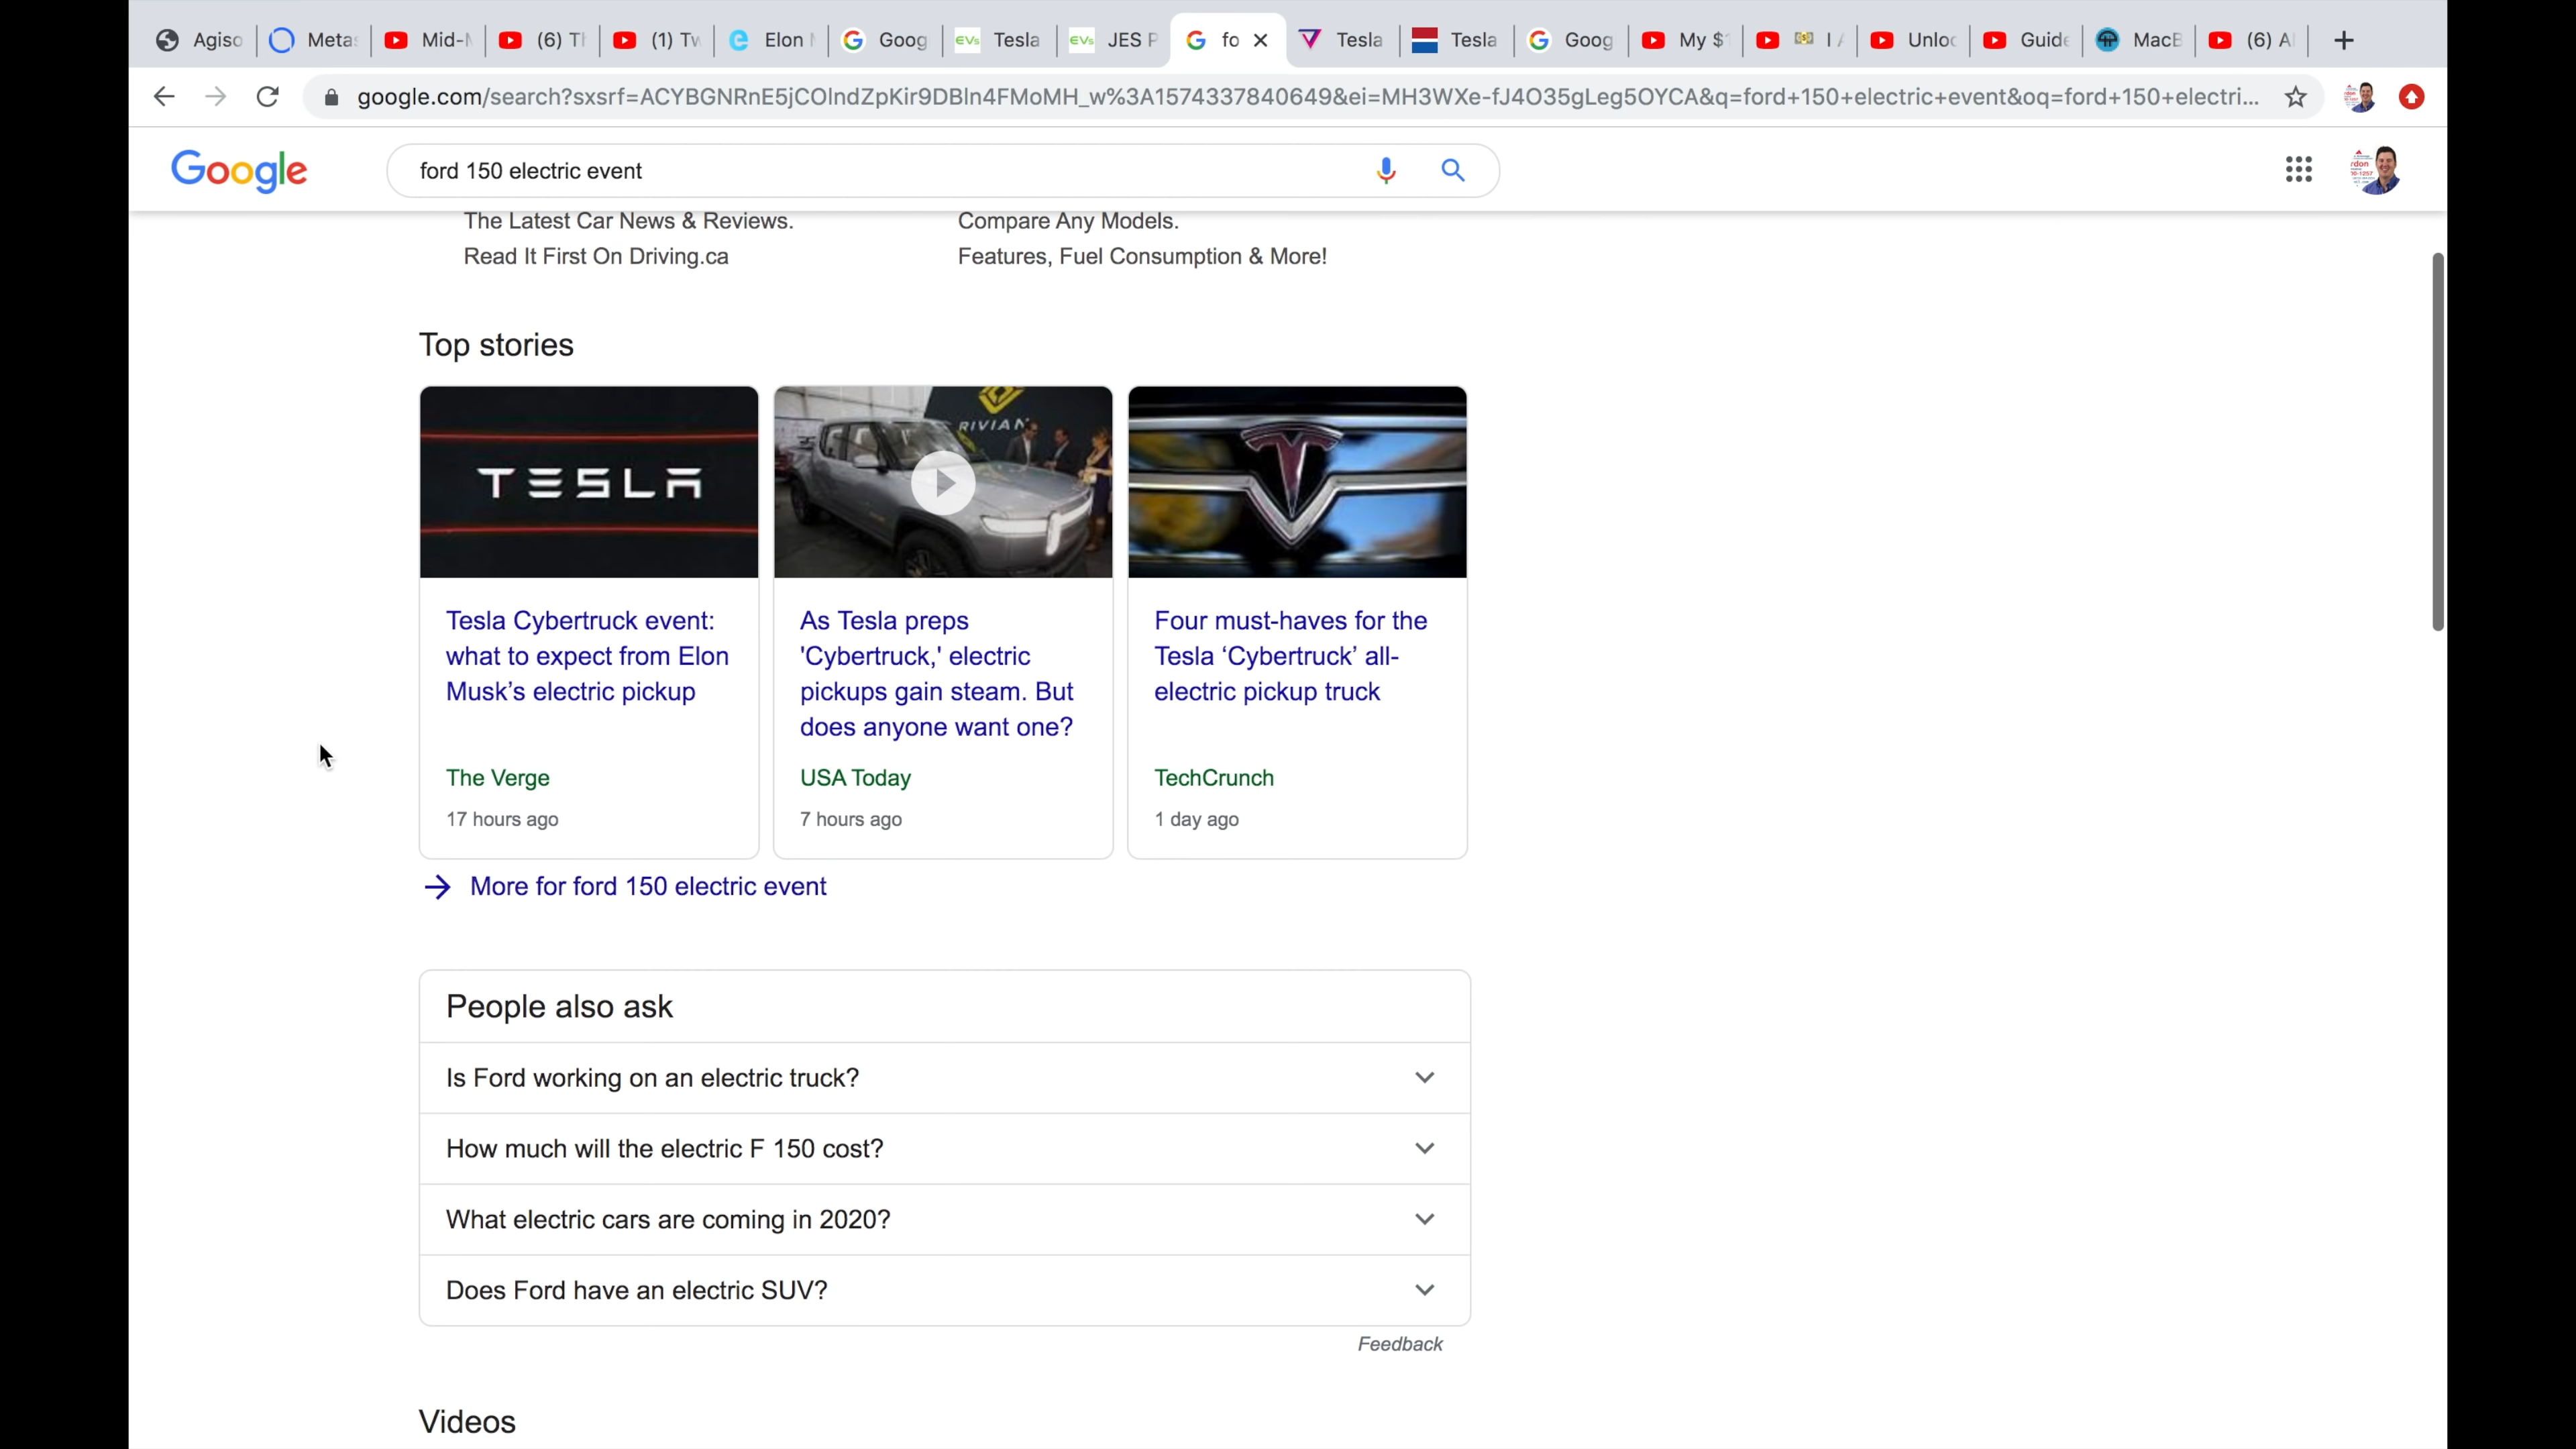 Agiso
Metas
Mid-M
(6) Th
(1) Tw
Elon M
Goog
EVs
Tesla
EVs
JES P
fo
Tesla
Tesla
Goog
My $1
I A
Unloc
Guide
MacB
(6) A
google.com/search?sxsrf=ACYBGNRnE5jCOlndZpKir9DBln4FMoMH_w%3A1574337840649&ei=MH3WXe-fJ4O35gLeg5OYCA&q=ford+150+electric+event&oq=ford+150+electri...
Google
ford 150 electric event
The Latest Car News & Reviews.
Read It First On Driving.ca
Compare Any Models.
Features, Fuel Consumption & More!
Top stories
TESLA
Tesla Cybertruck event:
what to expect from Elon
Musk’s electric pickup
The Verge
17 hours ago
RIVIAN
As Tesla preps
'Cybertruck,' electric
pickups gain steam. But
does anyone want one?
USA Today
7 hours ago
Four must-haves for the
Tesla ‘Cybertruck’ all-
electric pickup truck
TechCrunch
1 day ago
More for ford 150 electric event
People also ask
Is Ford working on an electric truck?
How much will the electric F 150 cost?
What electric cars are coming in 2020?
Does Ford have an electric SUV?
Feedback
Videos